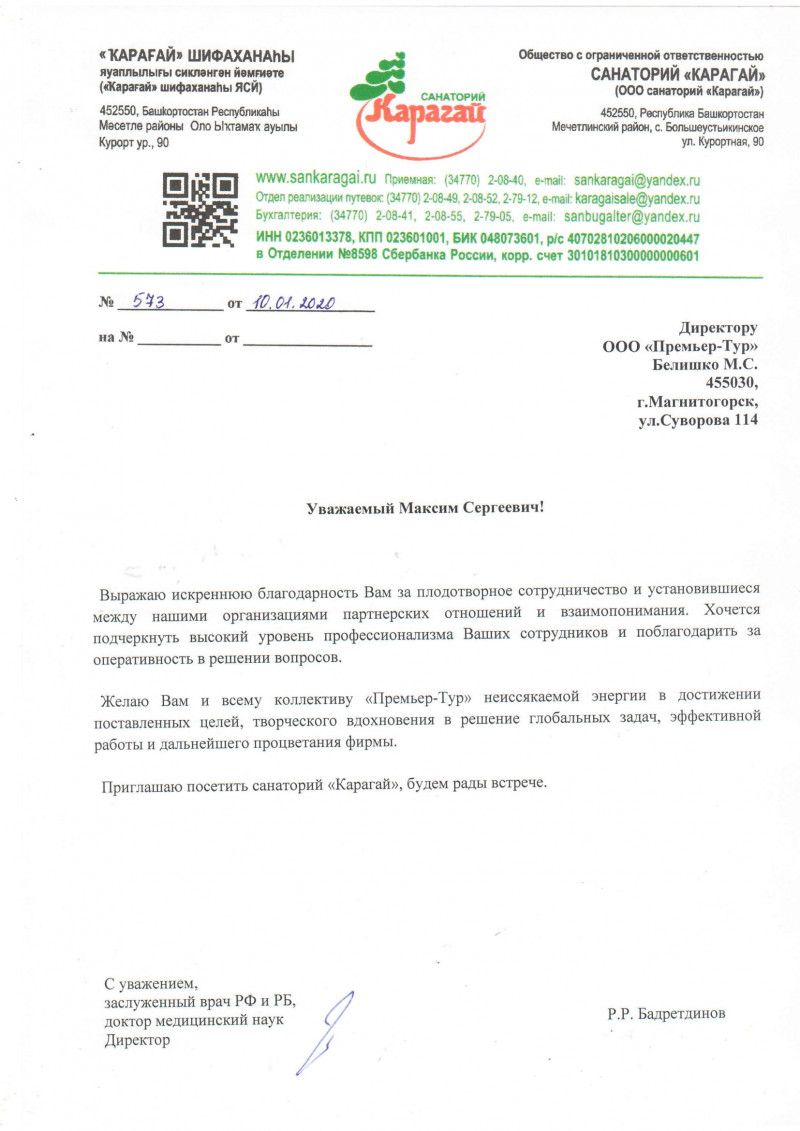 «ҠАРАҒАЙ» ШИФАХАНАҺЫ
яуаплылығы сикләнгән йәмғиәте
(«Ҡарағай» шифаханаһы ЯСЙ)
452550, Башҡортостан Республикаһы
Мәсетле районы Оло Ыҡтамаҡ ауылы
Курорт ур., 90
САНАТОРИЙ
Карагай
Общество с ограниченной ответственностью
САНАТОРИЙ «КАРАГАЙ»
(ООО санаторий «Карагай»)
452550, Республика Башкортостан
Мечетлинский район, с. Большеустьикинское
ул. Курортная, 90
www.sankaragai.ru Приемная: (34770) 2-08-40, e-mail: sankaragai@yandex.ru
Отдел реализации путевок: (34770) 2-08-49, 2-08-52, 2-79-12, e-mail: karagaisale@yandex.ru
Бухгалтерия: (34770) 2-08-41, 2-08-55, 2-79-05, e-mail: sanbugalter@yandex.ru
ИНН 0236013378, КПП 023601001, БИК 048073601, р/с 40702810206000020447
в Отделении №8598 Сбербанка России, корр. счет 30101810300000000601
№ 573 от 10.01.2020
на № ___________ от _________________
Директору
ООО «Премьер-Тур»
Белишко М.С.
455030,
г.Магнитогорск,
ул.Суворова 114
Уважаемый Максим Сергеевич!
Выражаю искреннюю благодарность Вам за плодотворное сотрудничество и установившиеся
между нашими организациями партнерских отношений и взаимопонимания. Хочется
подчеркнуть высокий уровень профессионализма Ваших сотрудников и поблагодарить за
оперативность в решении вопросов.
Желаю Вам и всему коллективу «Премьер-Тур» неиссякаемой энергии в достижении
поставленных целей, творческого вдохновения в решение глобальных задач, эффективной
работы и дальнейшего процветания фирмы.
Приглашаю посетить санаторий «Карагай», будем рады встрече.
С уважением,
заслуженный врач РФ и РБ,
доктор медицинский наук
Директор
Р.Р. Бадретдинов